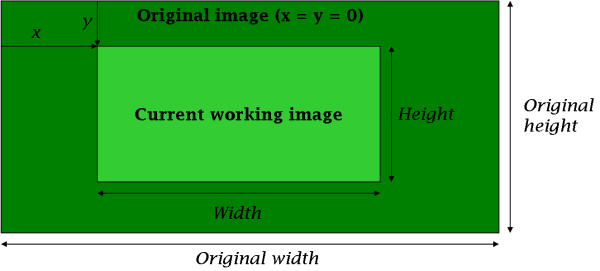 Original image (x = y = 0)
y
x
Current working image
Height
Original
height
Width
Original width